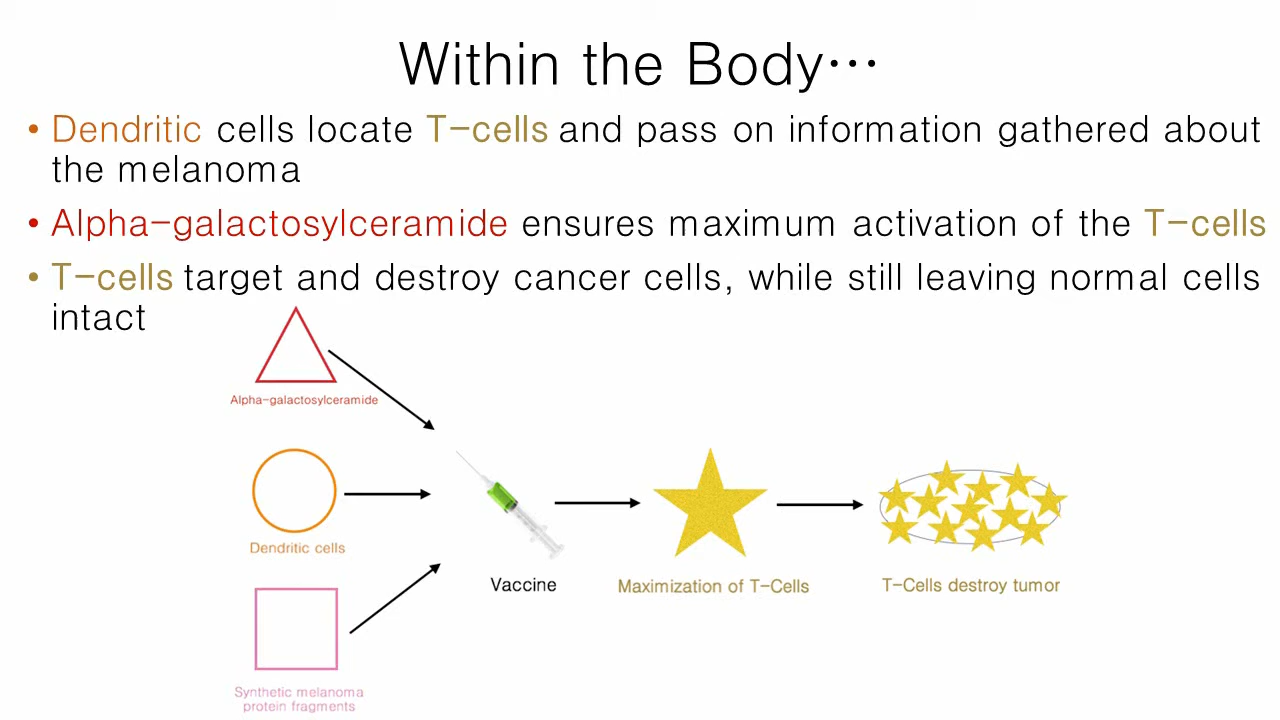 Within the Body…
• Dendritic cells locate T-cells and pass on information gathered about
the melanoma
• Alpha-galactosylceramide ensures maximum activation of the T-cells
• T-cells target and destroy cancer cells, while still leaving normal cells
intact
Alpha-galactosylceramide
Dendritic cells
Vaccine
Maximization of T-Cells
T-Cells destroy tumor
Synthetic melanoma
protein fragments